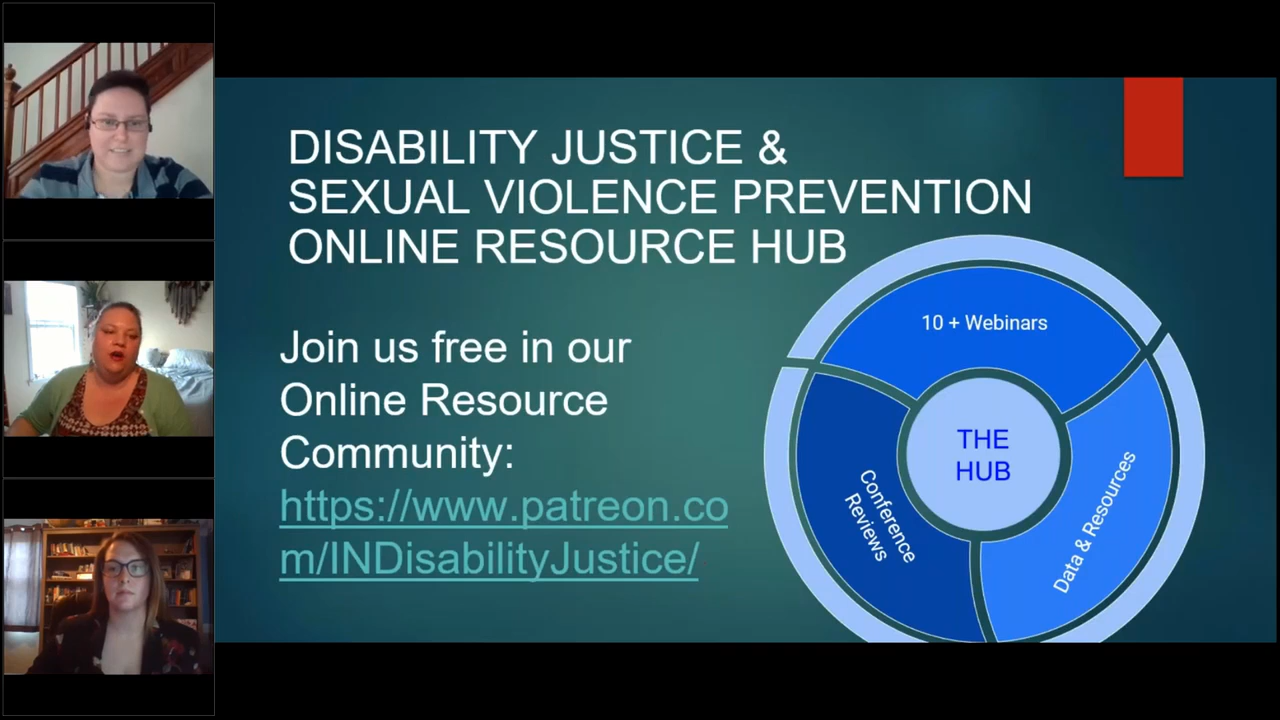 DISABILITY JUSTICE &
SEXUAL VIOLENCE PREVENTION
ONLINE RESOURCE HUB
Join us free in our
Online Resource
Community:
https://www.patreon.co
m/INDisabilityJustice/
10 + Webinars
THE
HUB
Conference
Reviews
Data & Resources